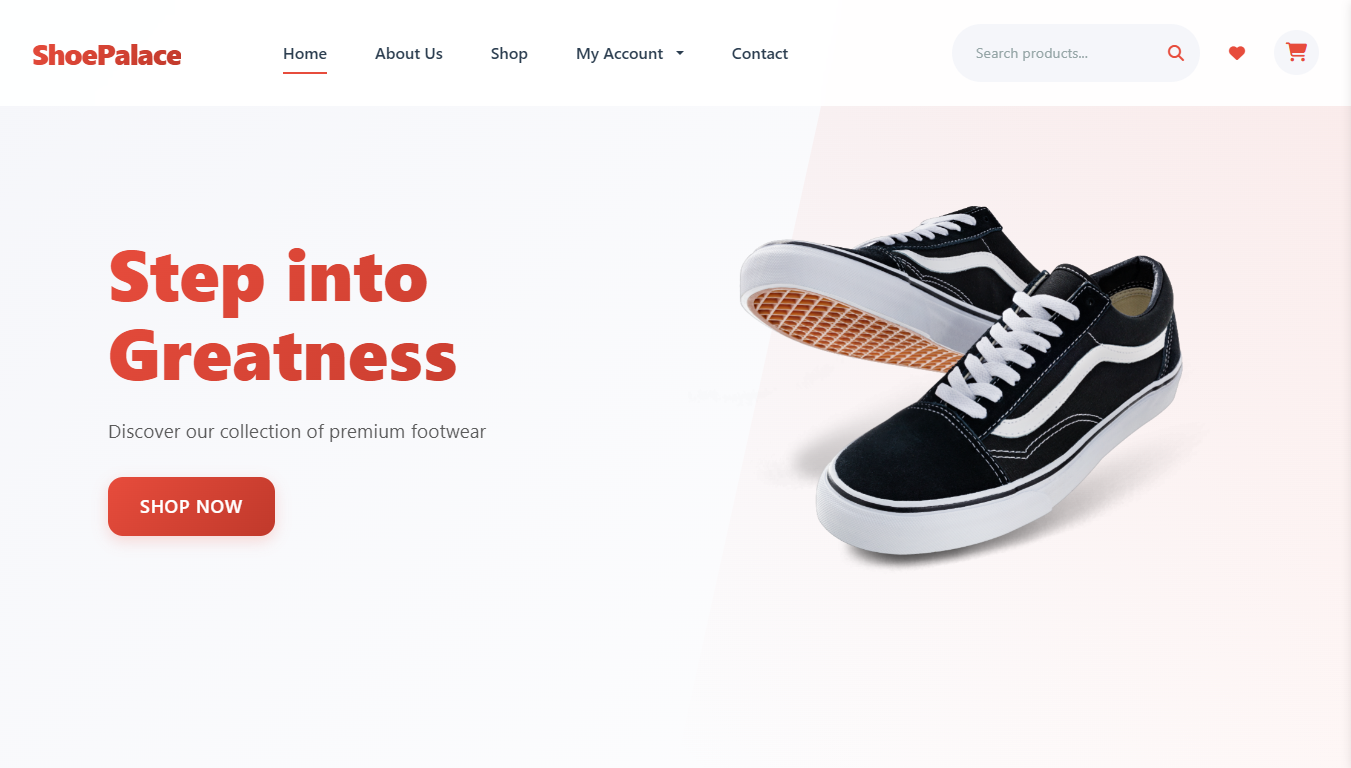 ShoePalace
Home About Us Shop My Account Contact
Search products...
Step into
Greatness
Discover our collection of premium footwear
SHOP NOW